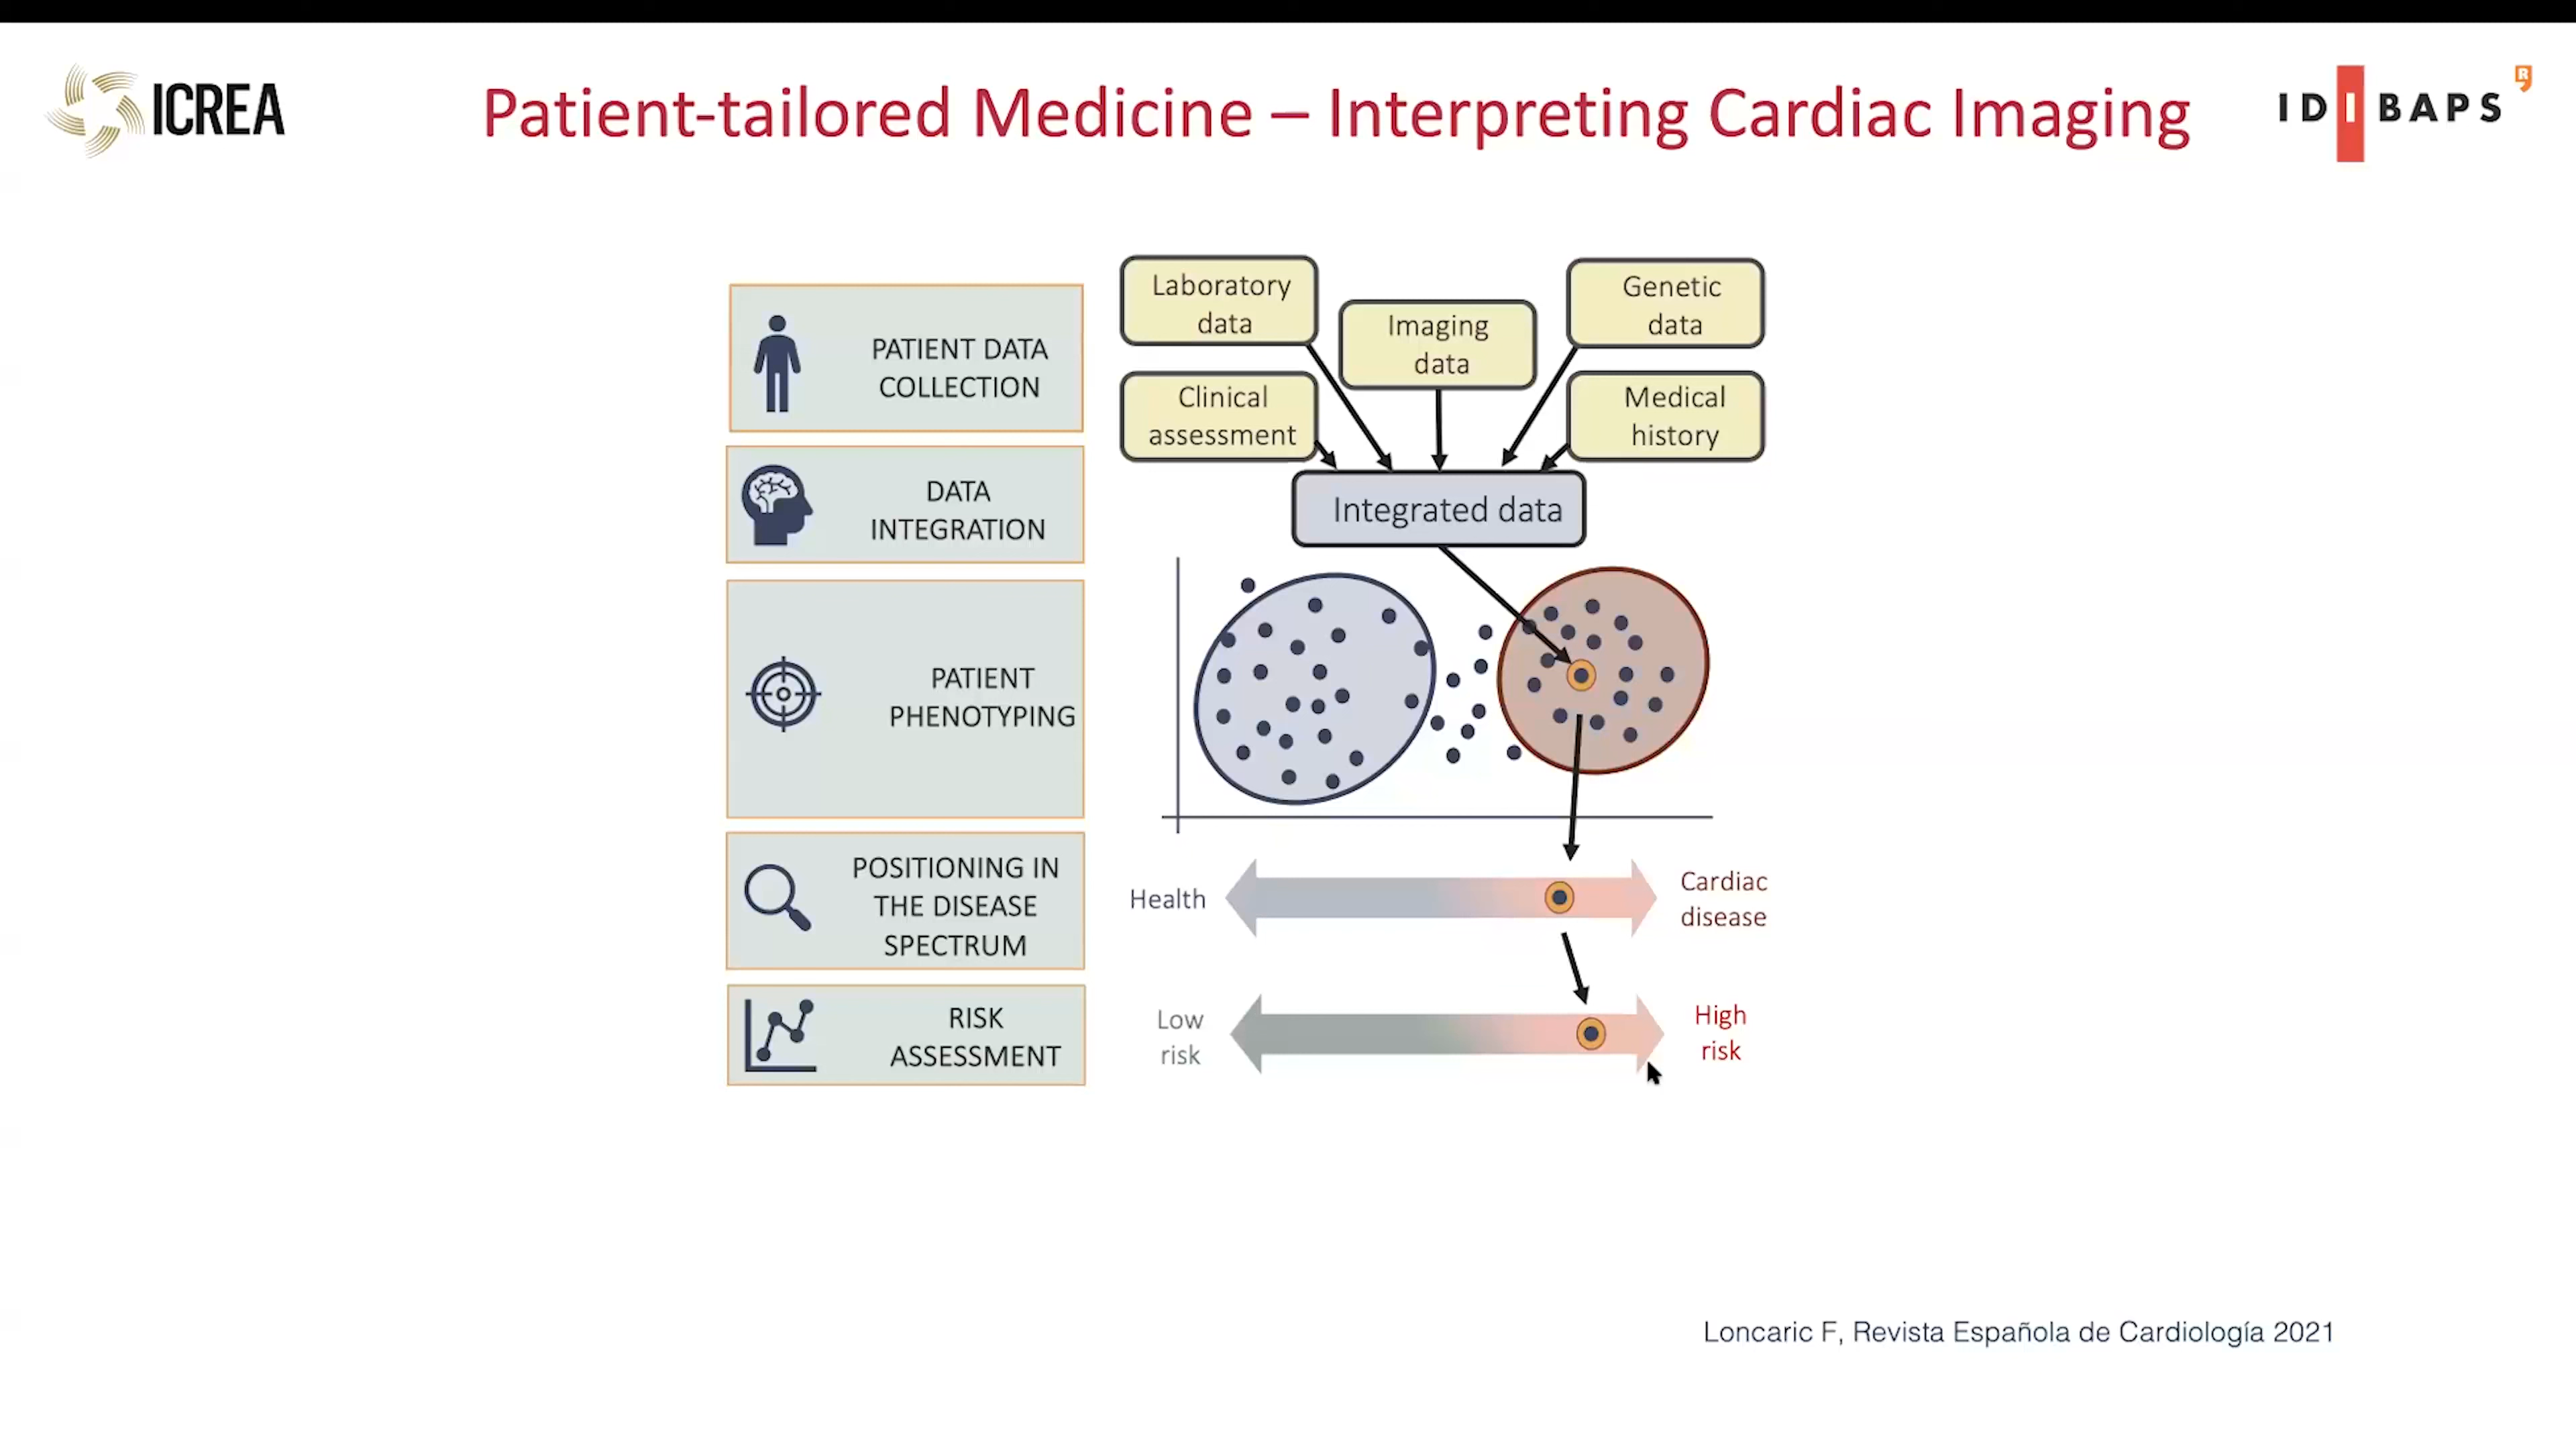 ICREA
Patient-tailored Medicine – Interpreting Cardiac Imaging
IDIBAPS
R
PATIENT DATA
COLLECTION
DATA
INTEGRATION
PATIENT
PHENOTYPING
POSITIONING IN
THE DISEASE
SPECTRUM
RISK
ASSESSMENT
Laboratory
data
Imaging
data
Genetic
data
Clinical
assessment
Medical
history
Integrated data
Health
Cardiac
disease
Low
risk
High
risk
Loncaric F, Revista Española de Cardiología 2021